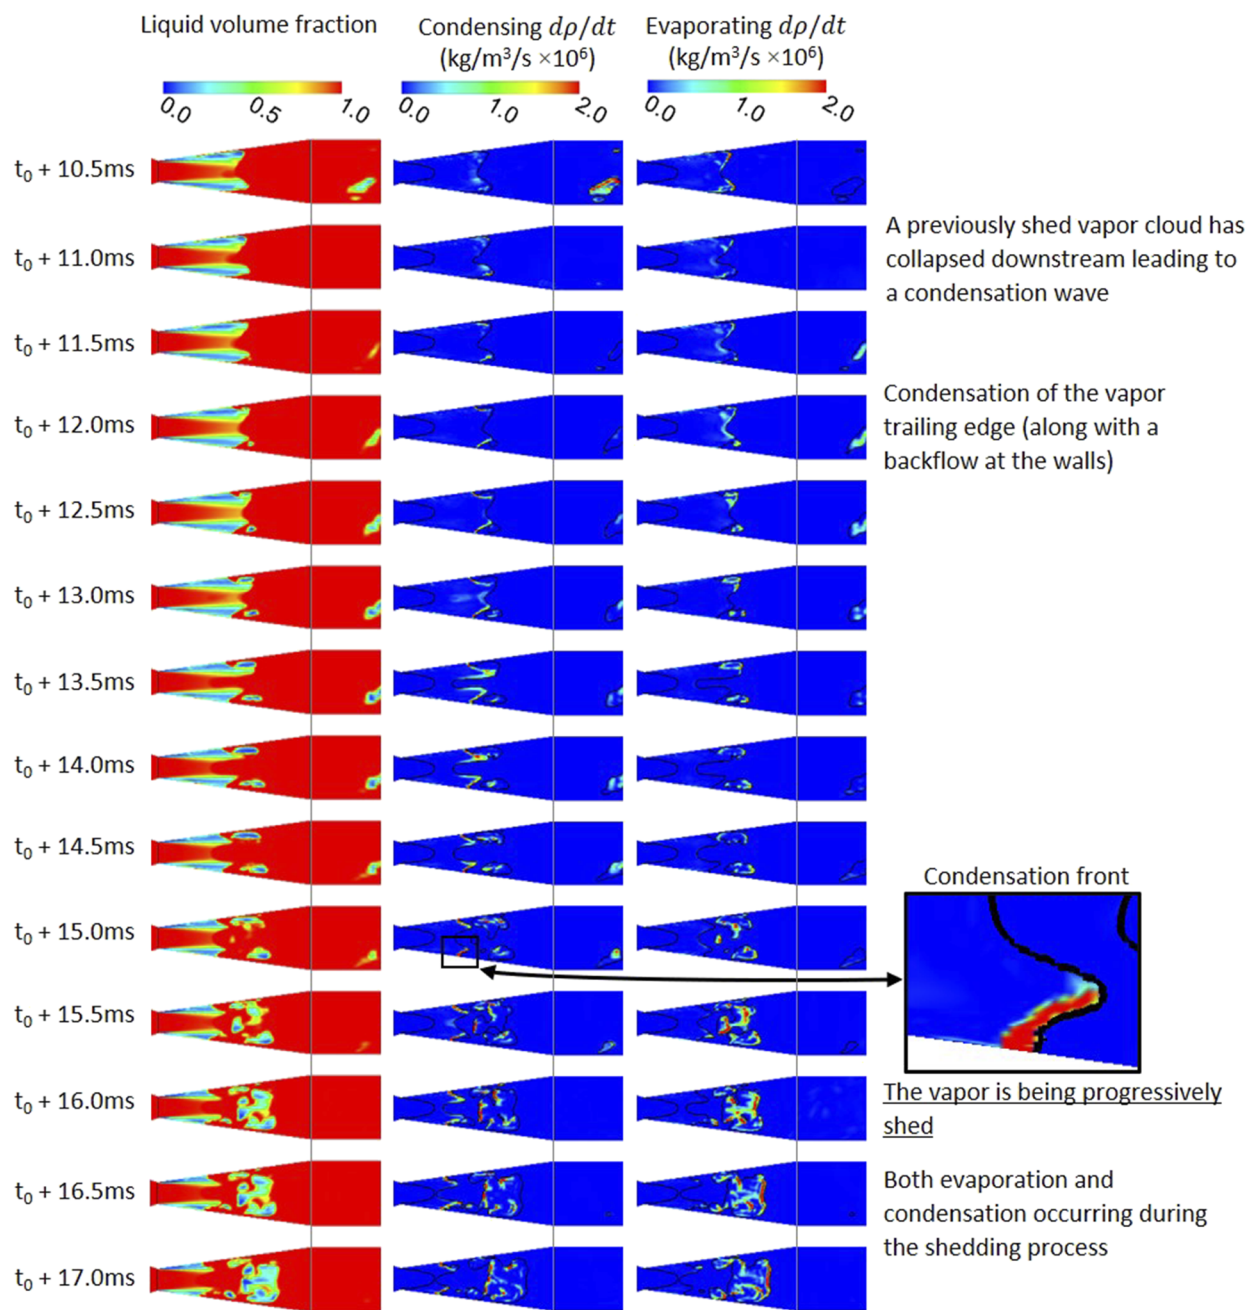 Liquid volume fraction
Condensing dρ/dt
(kg/m³/s ×10⁶)
Evaporating dρ/dt
(kg/m³/s ×10⁶)
0.0 0.5 1.0
0.0 1.0 2.0
0.0 1.0 2.0
t₀ + 10.5ms
t₀ + 11.0ms
A previously shed vapor cloud has
collapsed downstream leading to
a condensation wave
t₀ + 11.5ms
t₀ + 12.0ms
Condensation of the vapor
trailing edge (along with a
backflow at the walls)
t₀ + 12.5ms
t₀ + 13.0ms
t₀ + 13.5ms
t₀ + 14.0ms
t₀ + 14.5ms
Condensation front
t₀ + 15.0ms
t₀ + 15.5ms
t₀ + 16.0ms
The vapor is being progressively
shed
t₀ + 16.5ms
Both evaporation and
condensation occurring during
the shedding process
t₀ + 17.0ms